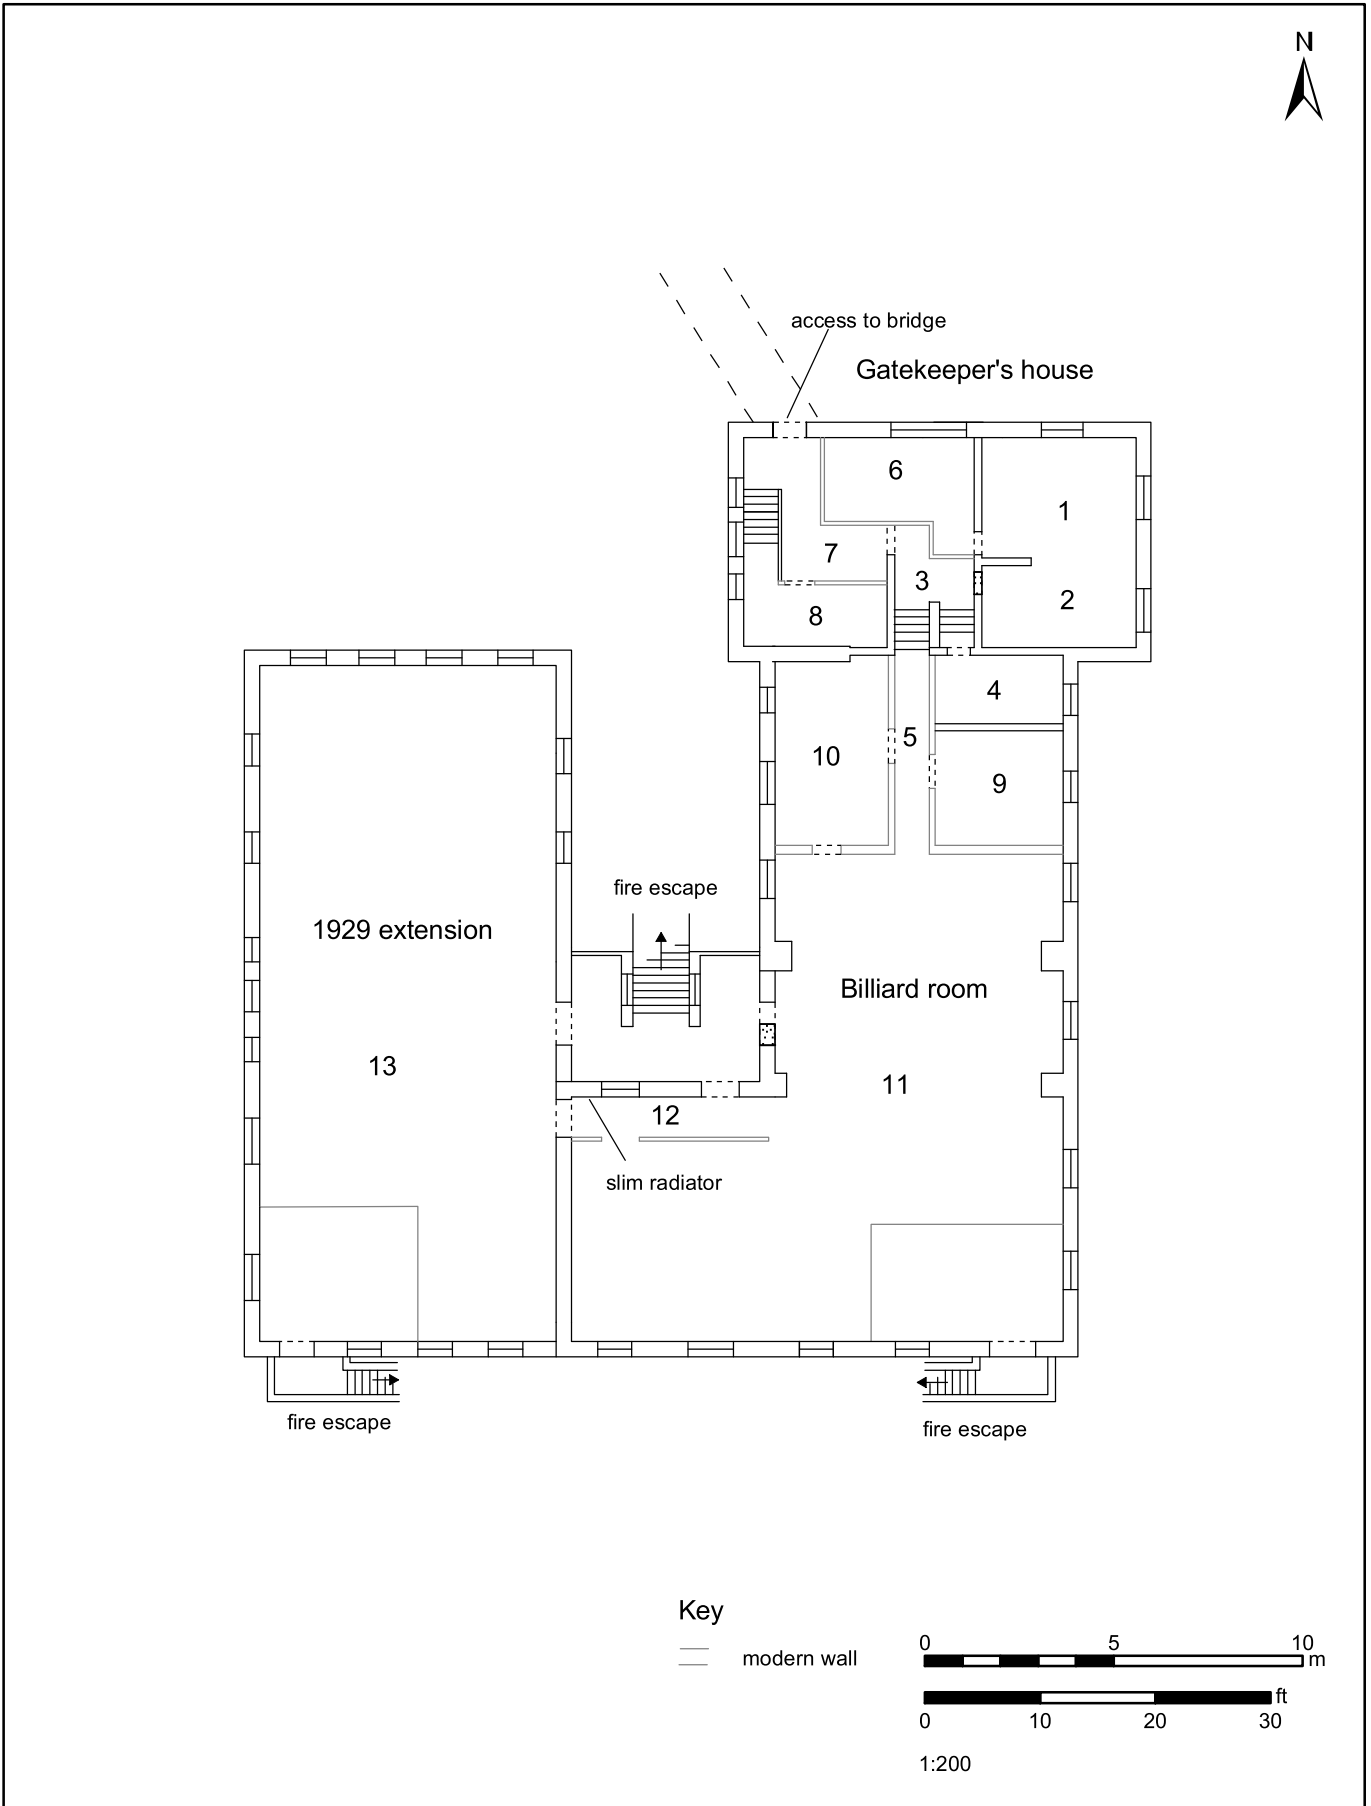 N
access to bridge
Gatekeeper's house
6
1
7
3
2
8
4
5
10
9
fire escape
1929 extension
Billiard room
13
11
12
slim radiator
fire escape
fire escape
Key
modern wall
0 5 10
m
ft
0 10 20 30
1:200